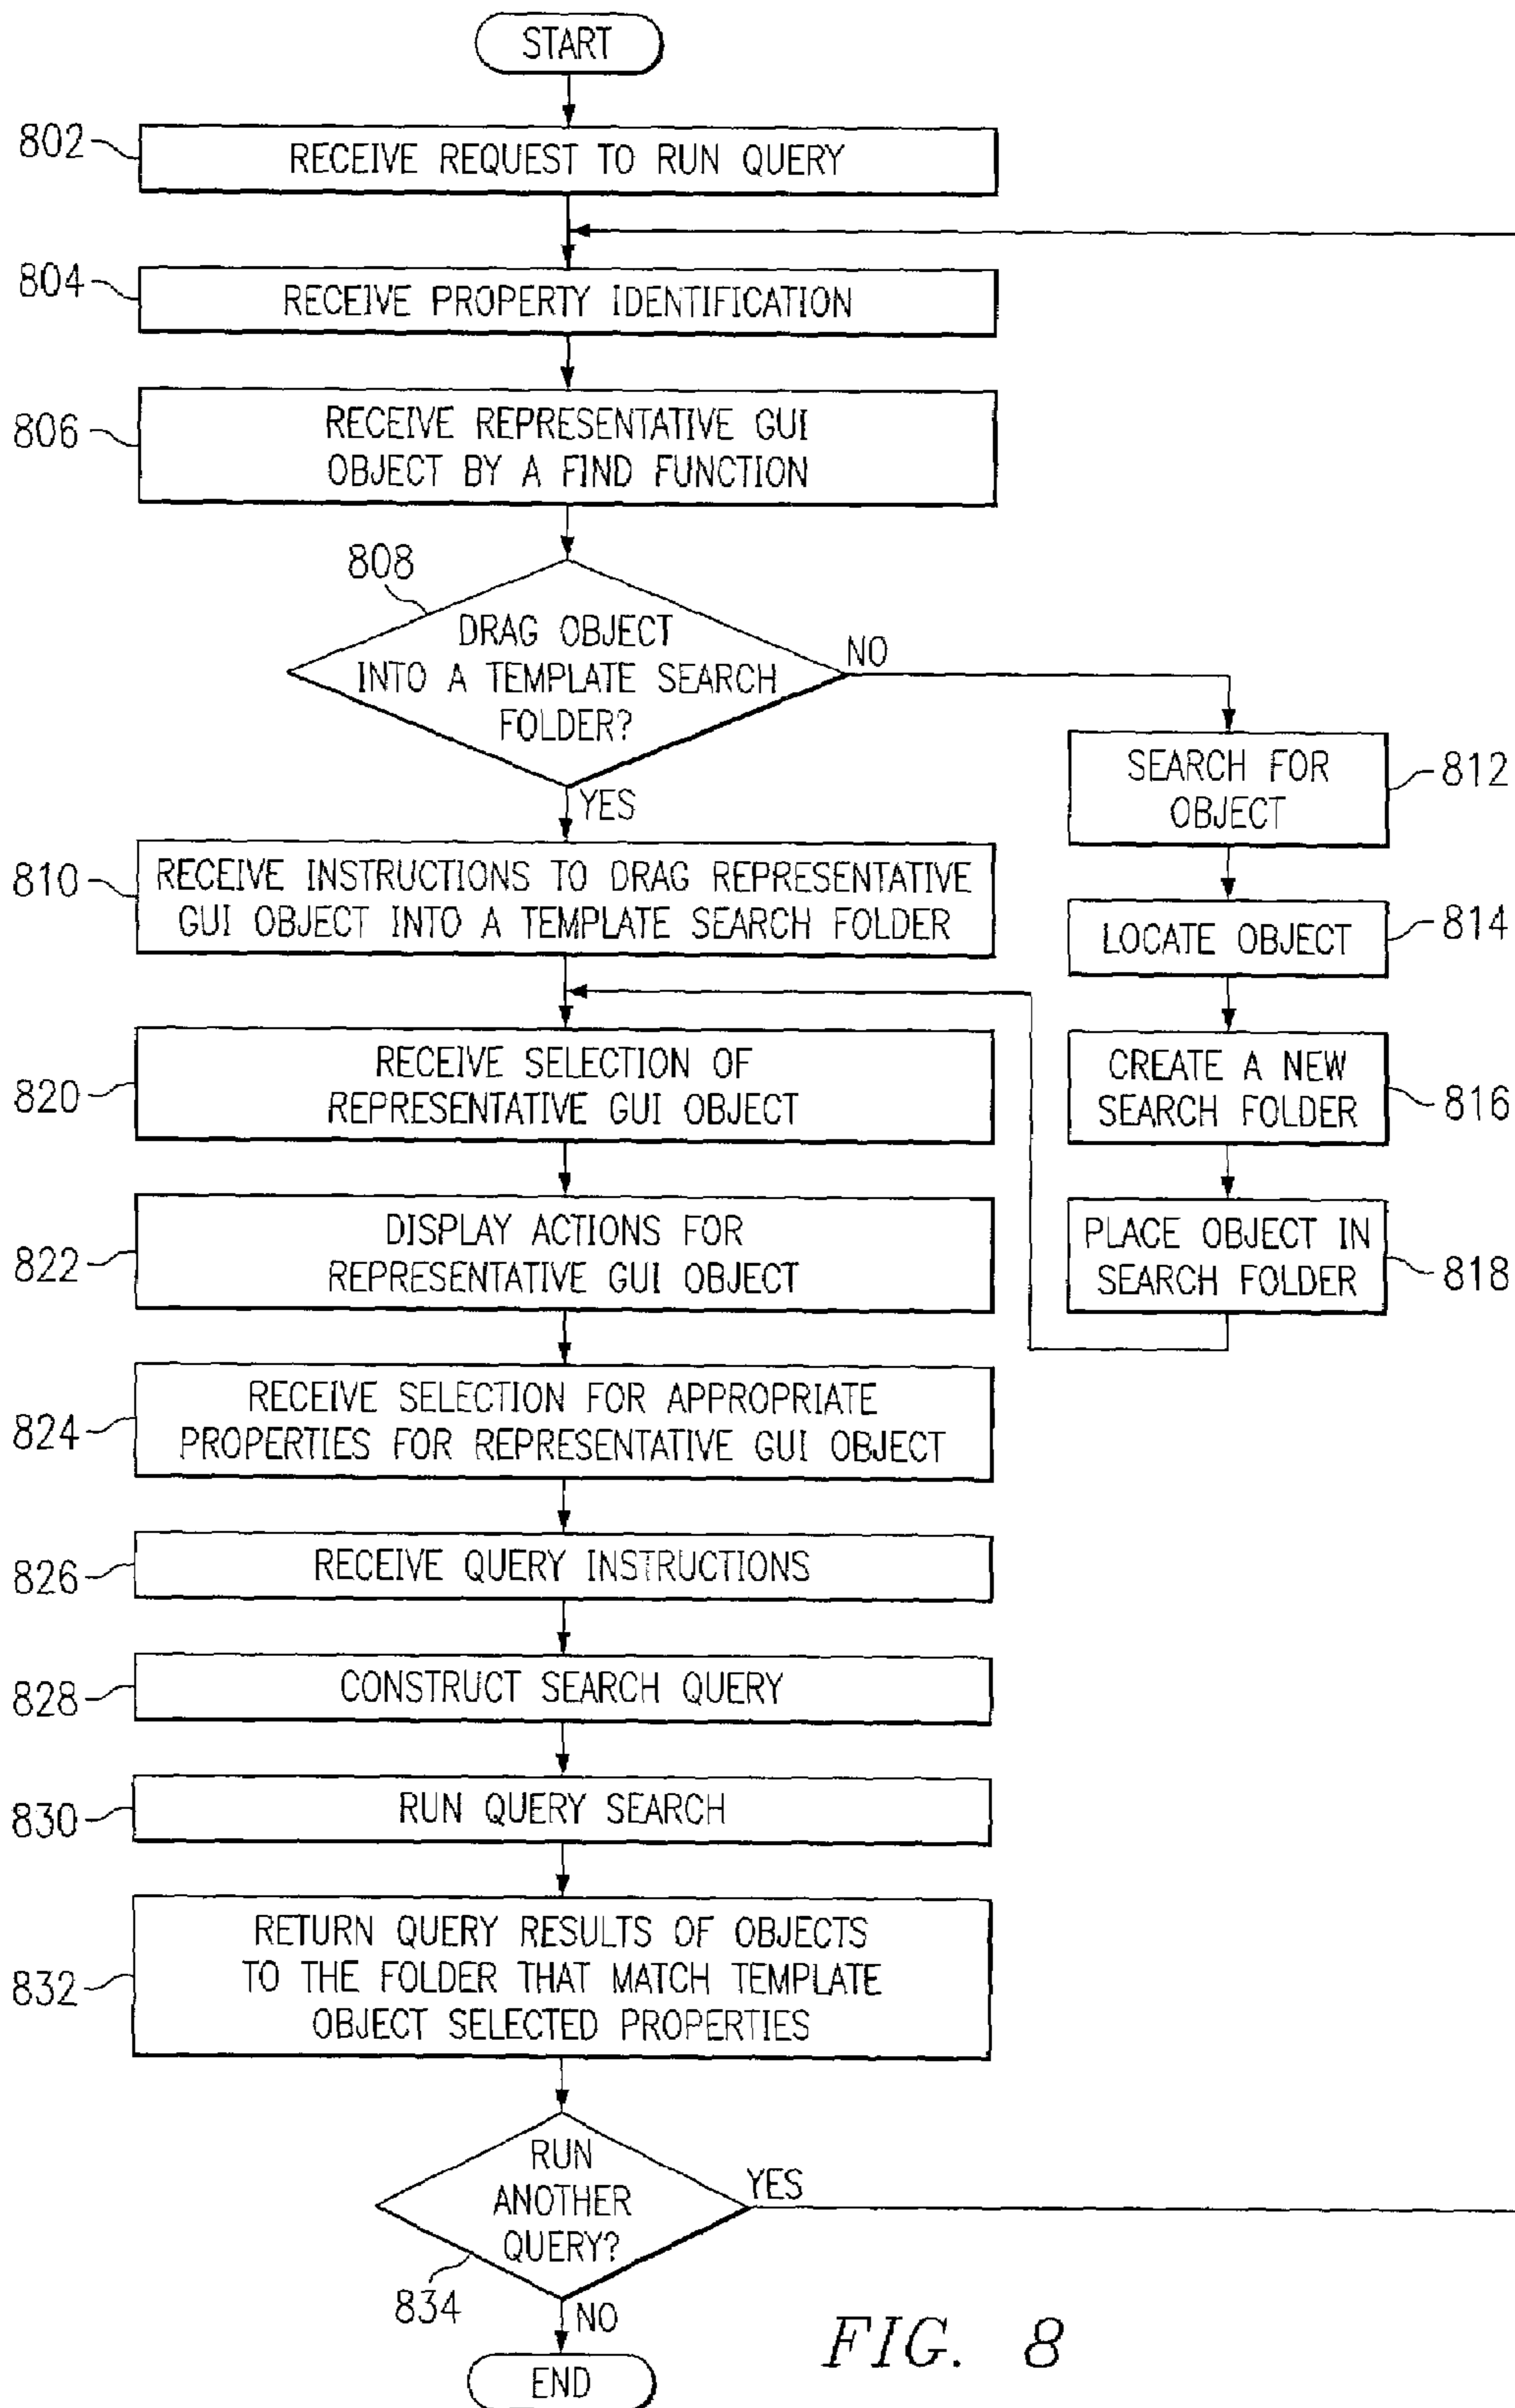 START
802
RECEIVE REQUEST TO RUN QUERY
804
RECEIVE PROPERTY IDENTIFICATION
806
RECEIVE REPRESENTATIVE GUI
OBJECT BY A FIND FUNCTION
808
DRAG OBJECT
INTO A TEMPLATE SEARCH
FOLDER?
NO
YES
812
SEARCH FOR
OBJECT
810
RECEIVE INSTRUCTIONS TO DRAG REPRESENTATIVE
GUI OBJECT INTO A TEMPLATE SEARCH FOLDER
814
LOCATE OBJECT
816
CREATE A NEW
SEARCH FOLDER
818
PLACE OBJECT IN
SEARCH FOLDER
820
RECEIVE SELECTION OF
REPRESENTATIVE GUI OBJECT
822
DISPLAY ACTIONS FOR
REPRESENTATIVE GUI OBJECT
824
RECEIVE SELECTION FOR APPROPRIATE
PROPERTIES FOR REPRESENTATIVE GUI OBJECT
826
RECEIVE QUERY INSTRUCTIONS
828
CONSTRUCT SEARCH QUERY
830
RUN QUERY SEARCH
832
RETURN QUERY RESULTS OF OBJECTS
TO THE FOLDER THAT MATCH TEMPLATE
OBJECT SELECTED PROPERTIES
RUN
ANOTHER
QUERY?
YES
834
NO
END
FIG. 8